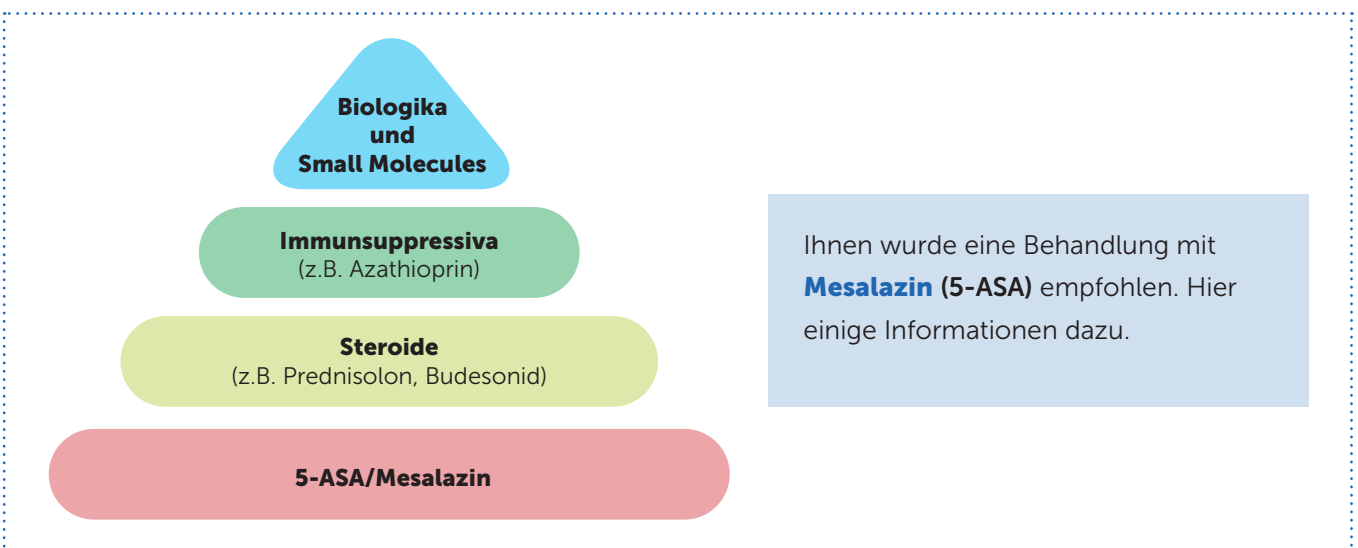 Biologika
und
Small Molecules
Immunsuppressiva
(z.B. Azathioprin)
Steroide
(z.B. Prednisolon, Budesonid)
5-ASA/Mesalazin
Ihnen wurde eine Behandlung mit
Mesalazin (5-ASA) empfohlen. Hier
einige Informationen dazu.